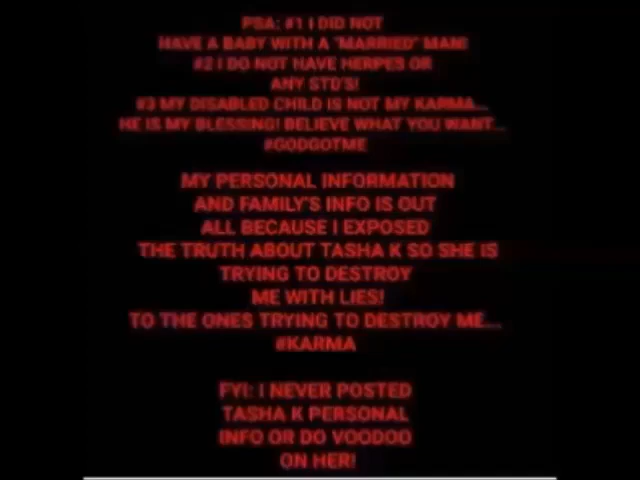 PSA: #1 I DID NOT
HAVE A BABY WITH A "MARRIED" MAN!
#2 I DO NOT HAVE HERPES OR
ANY STD'S!
#3 MY DISABLED CHILD IS NOT MY KARMA...
HE IS MY BLESSING! BELIEVE WHAT YOU WANT...
#GODGOTME
MY PERSONAL INFORMATION
AND FAMILY'S INFO IS OUT
ALL BECAUSE I EXPOSED
THE TRUTH ABOUT TASHA K SO SHE IS
TRYING TO DESTROY
ME WITH LIES!
TO THE ONES TRYING TO DESTROY ME...
#KARMA
FYI: I NEVER POSTED
TASHA K PERSONAL
INFO OR DO VOODOO
ON HER!